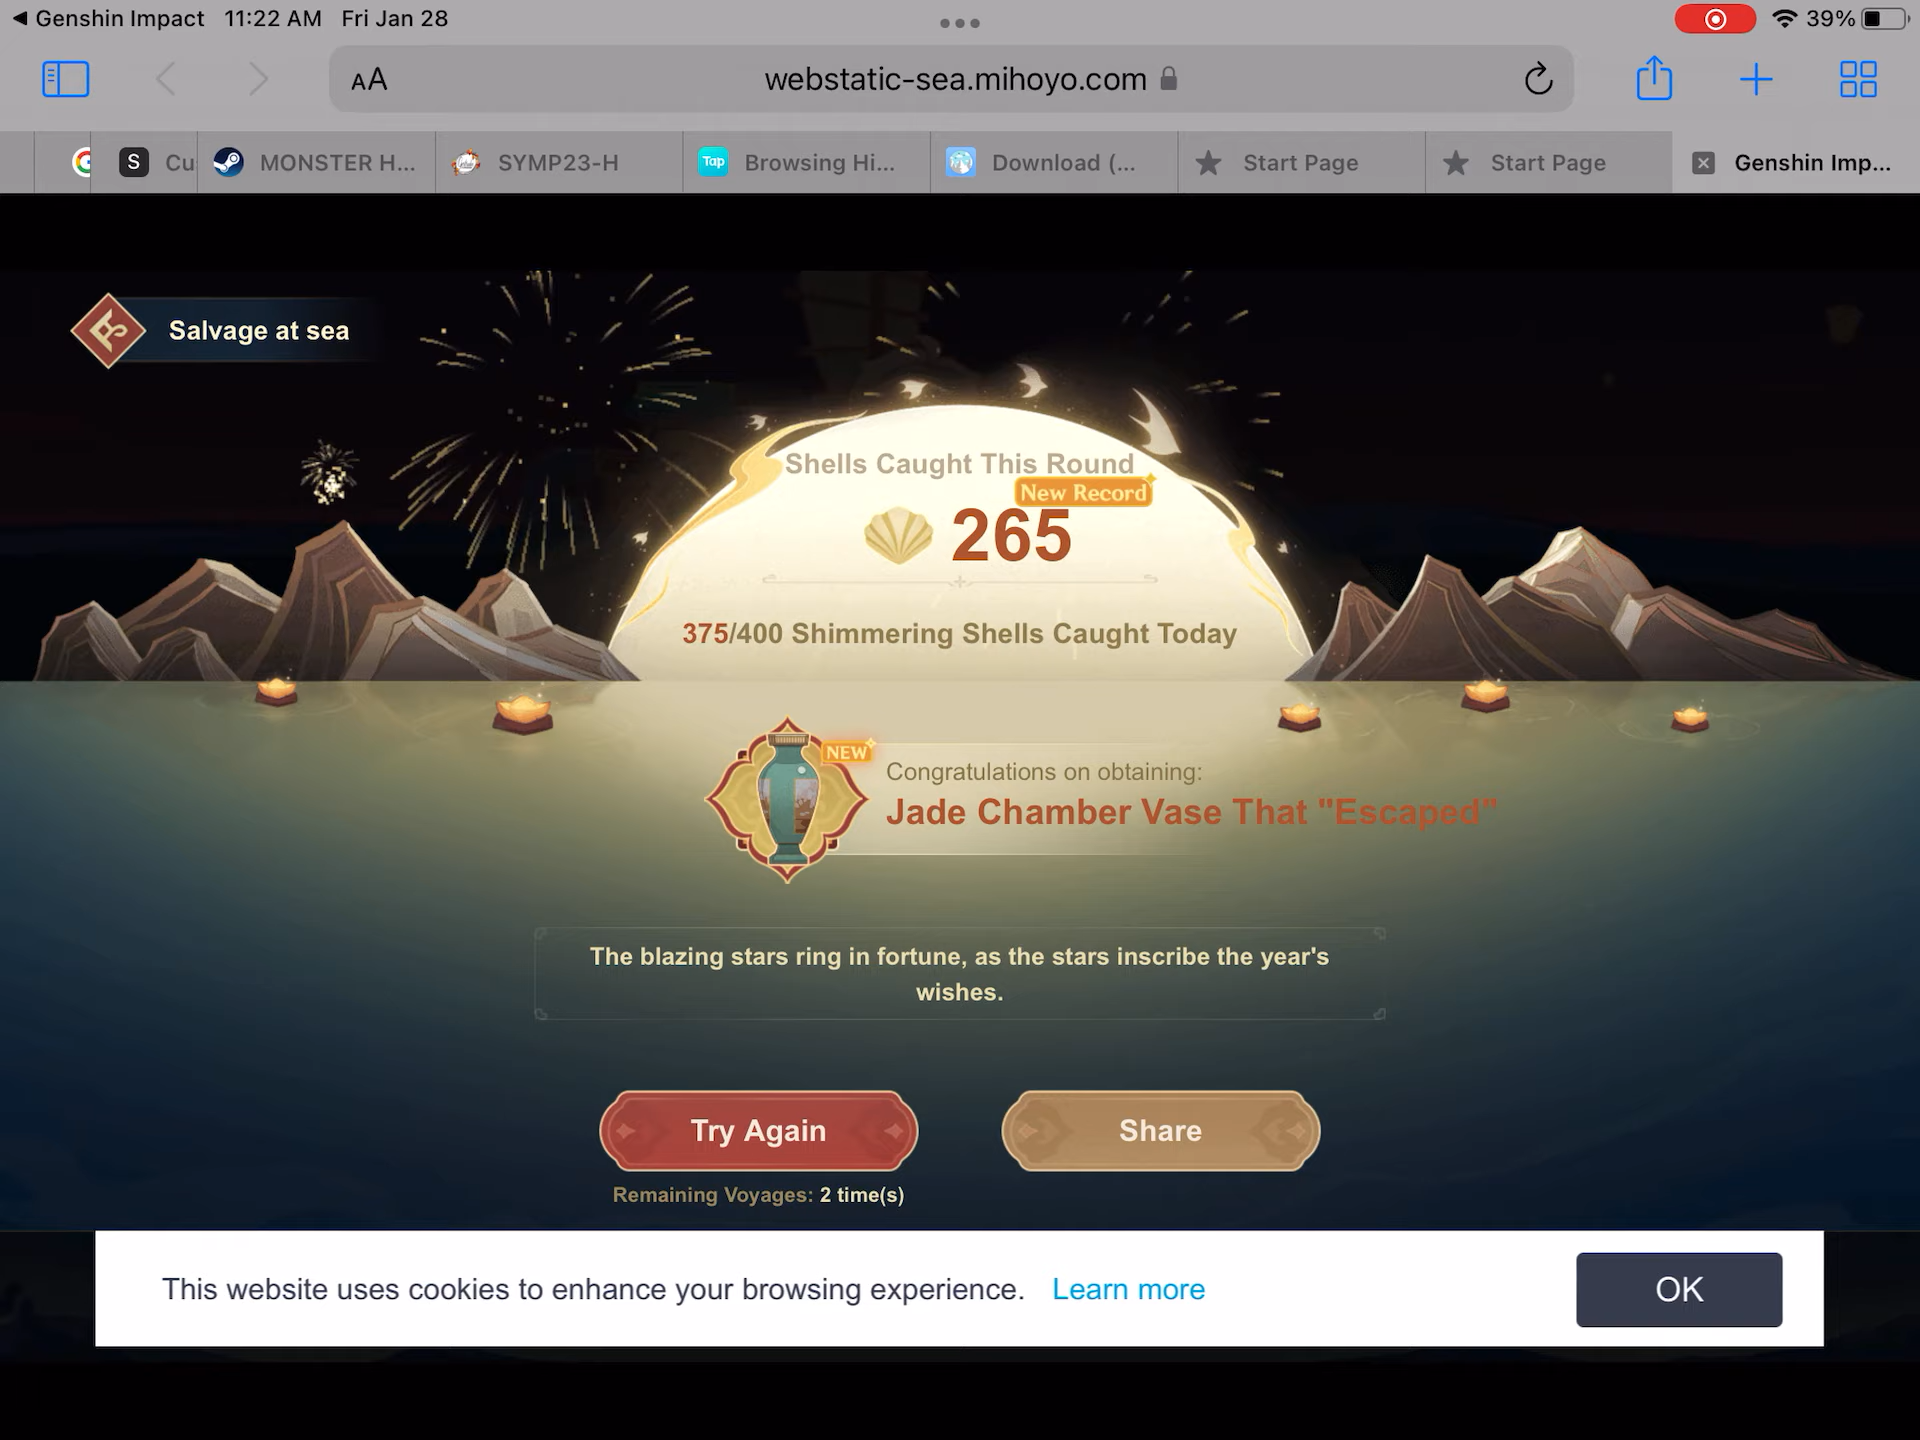 ◀ Genshin Impact 11:22 AM Fri Jan 28
39%
AA webstatic-sea.mihoyo.com
S Cu MONSTER H... SYMP23-H Tap Browsing Hi... Download (... Start Page Start Page Genshin Imp...
Salvage at sea
Shells Caught This Round
New Record
265
375/400 Shimmering Shells Caught Today
NEW
Congratulations on obtaining:
Jade Chamber Vase That "Escaped"
The blazing stars ring in fortune, as the stars inscribe the year's
wishes.
Try Again Share
Remaining Voyages: 2 time(s)
This website uses cookies to enhance your browsing experience. Learn more OK